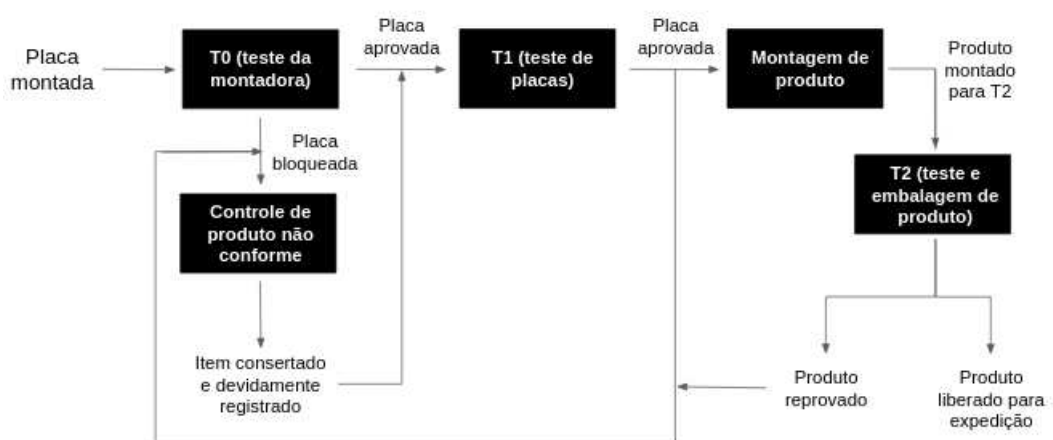 Placa
montada
T0 (teste da
montadora)
Placa
aprovada
T1 (teste de
placas)
Placa
aprovada
Montagem de
produto
Produto
montado
para T2
Placa
bloqueada
T2 (teste e
embalagem de
produto)
Controle de
produto não
conforme
Item consertado
e devidamente
registrado
Produto
reprovado
Produto
liberado para
expedição